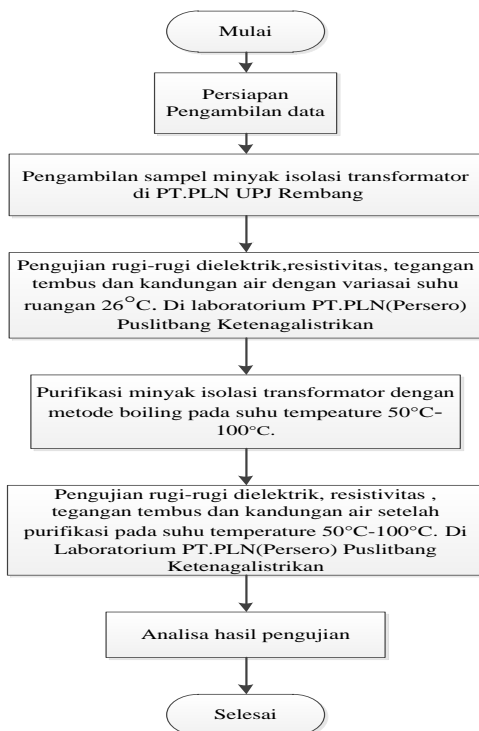 Mulai
Persiapan
Pengambilan data
Pengambilan sampel minyak isolasi transformator
di PT.PLN UPJ Rembang
Pengujian rugi-rugi dielektrik,resistivitas, tegangan
tembus dan kandungan air dengan variasai suhu
ruangan 26°C. Di laboratorium PT.PLN(Persero)
Puslitbang Ketenagalistrikan
Purifikasi minyak isolasi transformator dengan
metode boiling pada suhu tempeature 50°C-
100°C.
Pengujian rugi-rugi dielektrik, resistivitas ,
tegangan tembus dan kandungan air setelah
purifikasi pada suhu temperature 50°C-100°C. Di
Laboratorium PT.PLN(Persero) Puslitbang
Ketenagalistrikan
Analisa hasil pengujian
Selesai